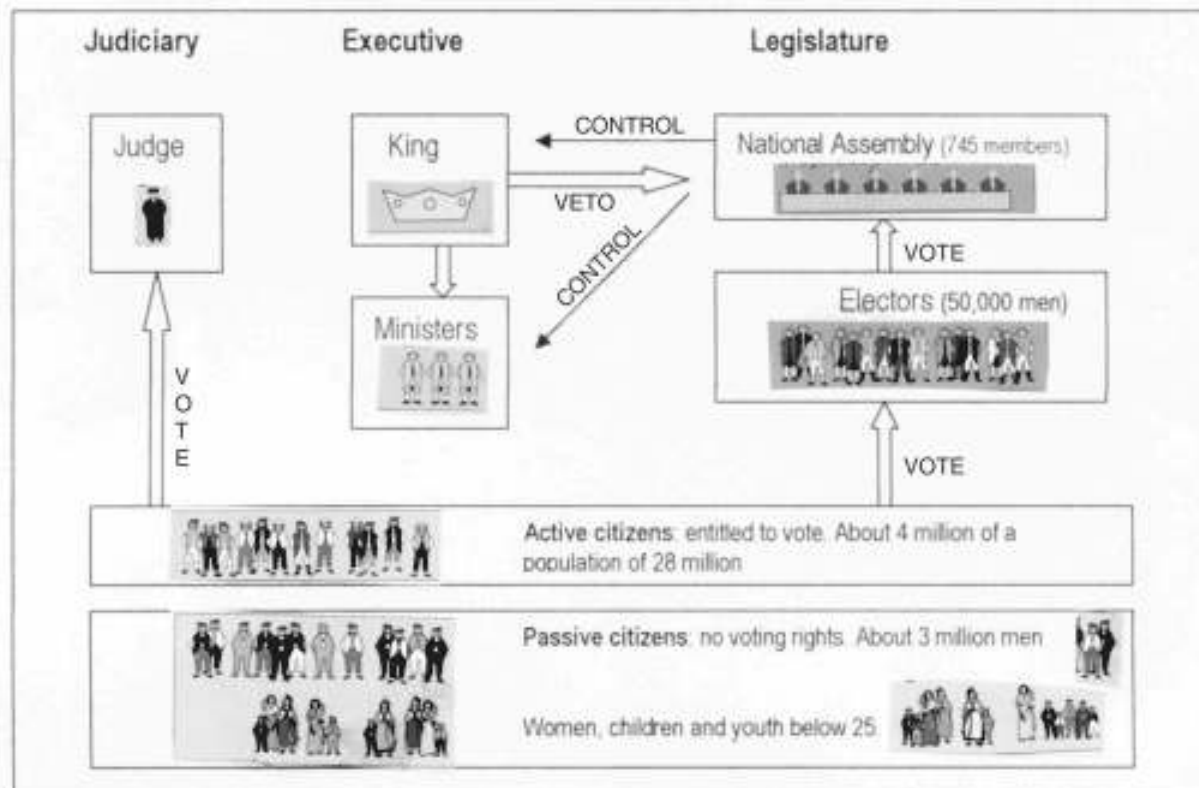 Judiciary
Executive
Legislature
Judge
King
CONTROL
VETO
CONTROL
National Assembly (745 members)
VOTE
Ministers
Electors (50,000 men)
VOTE
VOTE
Active citizens: entitled to vote. About 4 million of a
population of 28 million
Passive citizens: no voting rights. About 3 million men
Women, children and youth below 25.